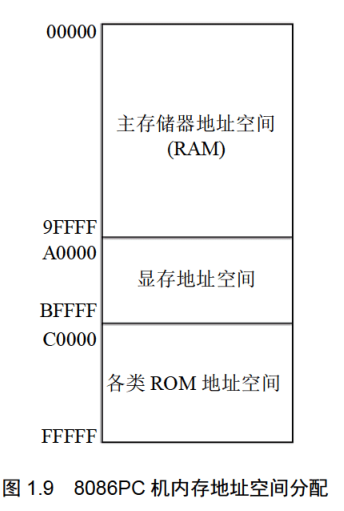 00000
主存储器地址空间
(RAM)
9FFFF
A0000
显存地址空间
BFFFF
C0000
各类 ROM 地址空间
FFFFF
图 1.9 8086PC 机内存地址空间分配